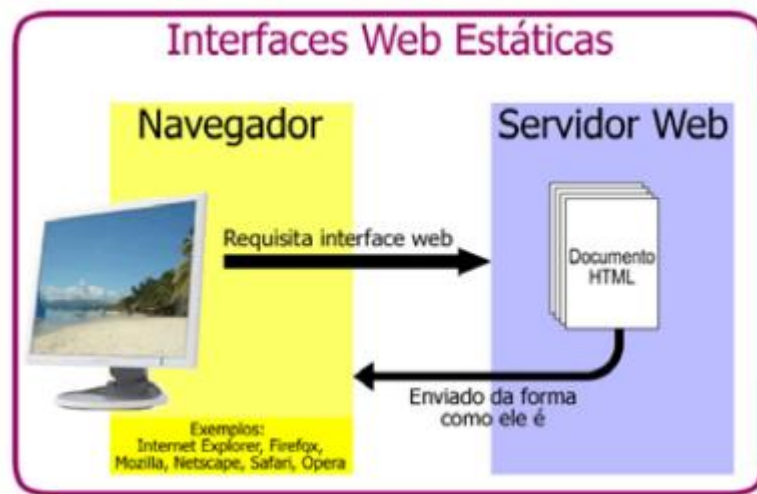 Interfaces Web Estáticas
Navegador
Servidor Web
Requisita interface web
Documento
HTML
Enviado da forma
como ele é
Exemplos:
Internet Explorer, Firefox,
Mozilla, Netscape, Safari, Opera